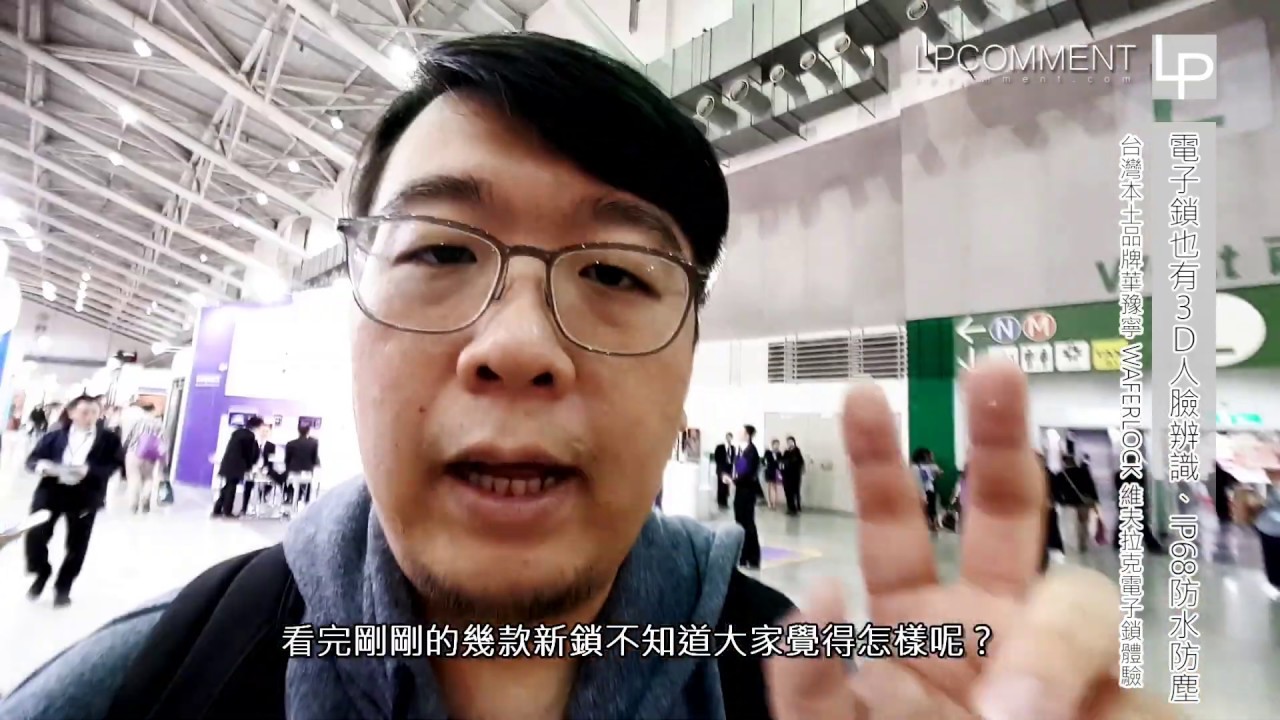 LPCOMMENT
LP
電子鎖也有3D人臉辨識、IP68防水防塵
台灣本土品牌華豫寧 WAFERLOCK 維夫拉克電子鎖體驗
N M
看完剛剛的幾款新鎖不知道大家覺得怎樣呢？